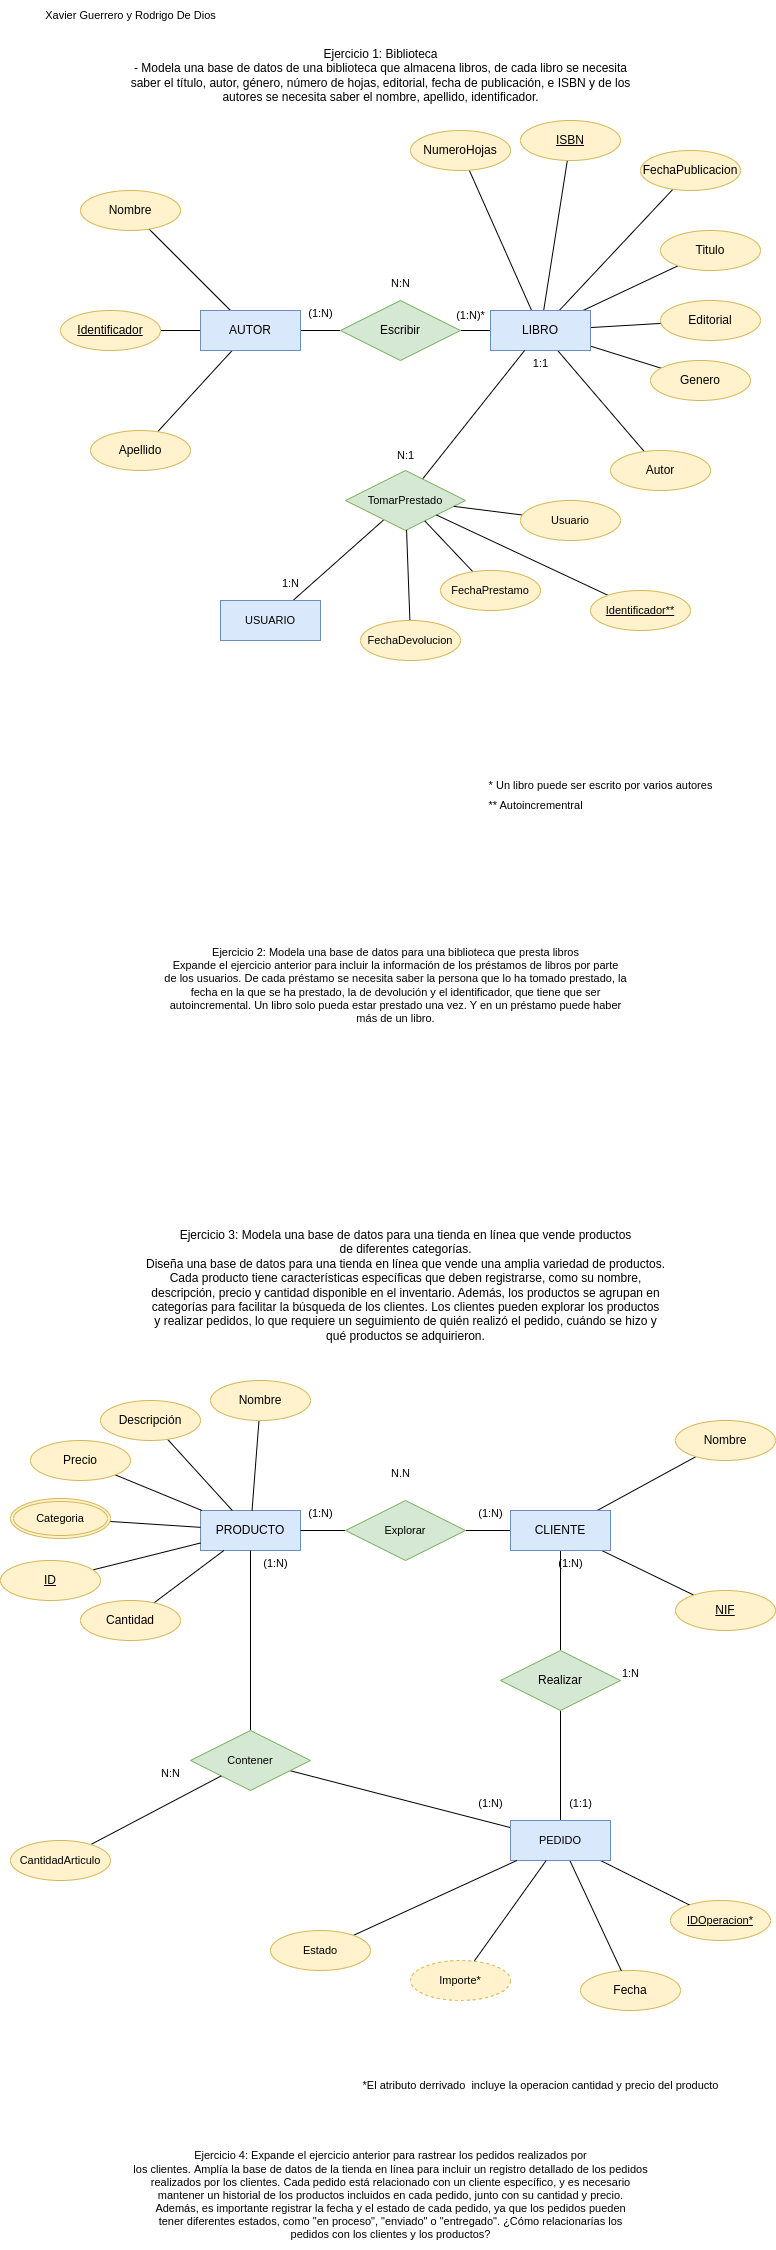 Xavier Guerrero y Rodrigo De Dios
Ejercicio 1: Biblioteca
- Modela una base de datos de una biblioteca que almacena libros, de cada libro se necesita
saber el título, autor, género, número de hojas, editorial, fecha de publicación, e ISBN y de los
autores se necesita saber el nombre, apellido, identificador.
NumeroHojas
ISBN
FechaPublicacion
Nombre
Titulo
N:N
(1:N)
(1:N)*
Identificador
AUTOR
Escribir
LIBRO
Editorial
1:1
Genero
Apellido
N:1
Autor
TomarPrestado
Usuario
1:N
FechaPrestamo
USUARIO
Identificador**
FechaDevolucion
* Un libro puede ser escrito por varios autores
** Autoincrementral
Ejercicio 2: Modela una base de datos para una biblioteca que presta libros
Expande el ejercicio anterior para incluir la información de los préstamos de libros por parte
de los usuarios. De cada préstamo se necesita saber la persona que lo ha tomado prestado, la
fecha en la que se ha prestado, la de devolución y el identificador, que tiene que ser
autoincremental. Un libro solo pueda estar prestado una vez. Y en un préstamo puede haber
más de un libro.
Ejercicio 3: Modela una base de datos para una tienda en línea que vende productos
de diferentes categorías.
Diseña una base de datos para una tienda en línea que vende una amplia variedad de productos.
Cada producto tiene características específicas que deben registrarse, como su nombre,
descripción, precio y cantidad disponible en el inventario. Además, los productos se agrupan en
categorías para facilitar la búsqueda de los clientes. Los clientes pueden explorar los productos
y realizar pedidos, lo que requiere un seguimiento de quién realizó el pedido, cuándo se hizo y
qué productos se adquirieron.
Nombre
Descripción
Nombre
Precio
N.N
Categoria
(1:N)
(1:N)
PRODUCTO
Explorar
CLIENTE
(1:N)
(1:N)
ID
NIF
Cantidad
Realizar
1:N
Contener
N:N
(1:N)
(1:1)
CantidadArticulo
PEDIDO
IDOperacion*
Estado
Importe*
Fecha
*El atributo derrivado  incluye la operacion cantidad y precio del producto
Ejercicio 4: Expande el ejercicio anterior para rastrear los pedidos realizados por
los clientes. Amplía la base de datos de la tienda en línea para incluir un registro detallado de los pedidos
realizados por los clientes. Cada pedido está relacionado con un cliente específico, y es necesario
mantener un historial de los productos incluidos en cada pedido, junto con su cantidad y precio.
Además, es importante registrar la fecha y el estado de cada pedido, ya que los pedidos pueden
tener diferentes estados, como "en proceso", "enviado" o "entregado". ¿Cómo relacionarías los
pedidos con los clientes y los productos?